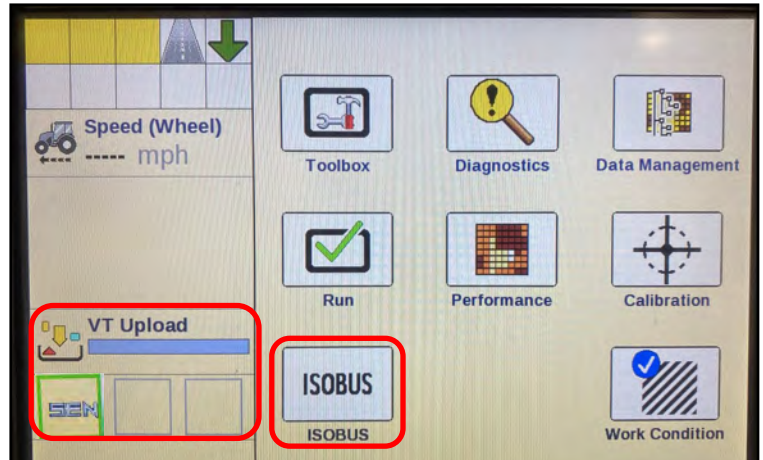 Speed (Wheel)
----- mph
VT Upload
SEN
Toolbox
Diagnostics
Data Management
Run
Performance
Calibration
ISOBUS
ISOBUS
Work Condition